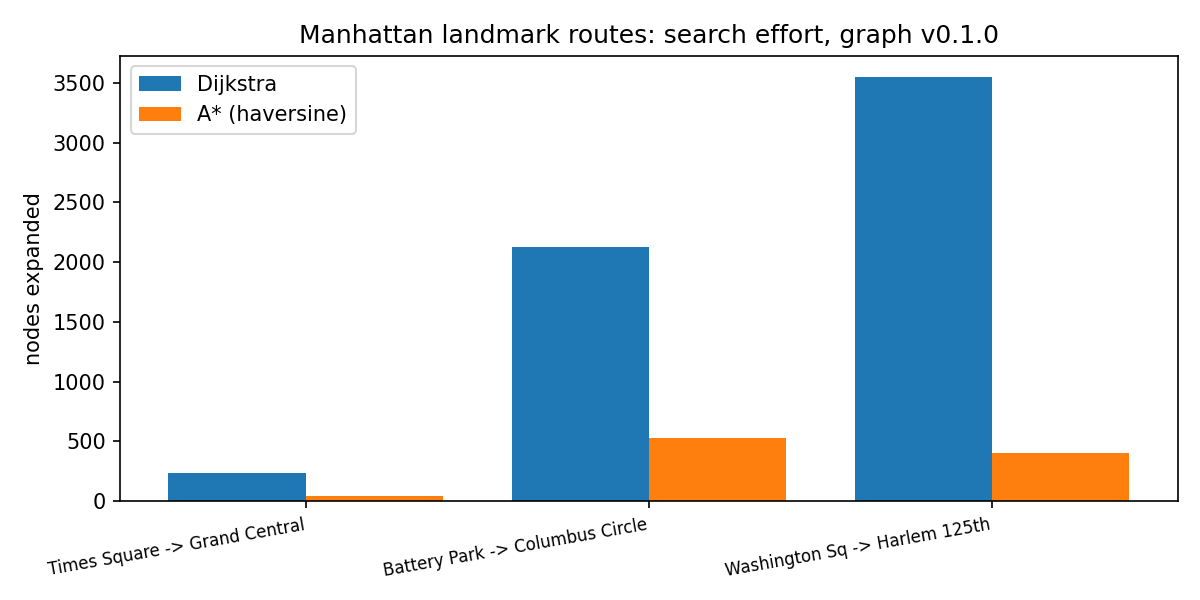 Manhattan landmark routes: search effort, graph v0.1.0
Dijkstra
A* (haversine)
nodes expanded
3500
3000
2500
2000
1500
1000
500
0
Times Square -> Grand Central
Battery Park -> Columbus Circle
Washington Sq -> Harlem 125th